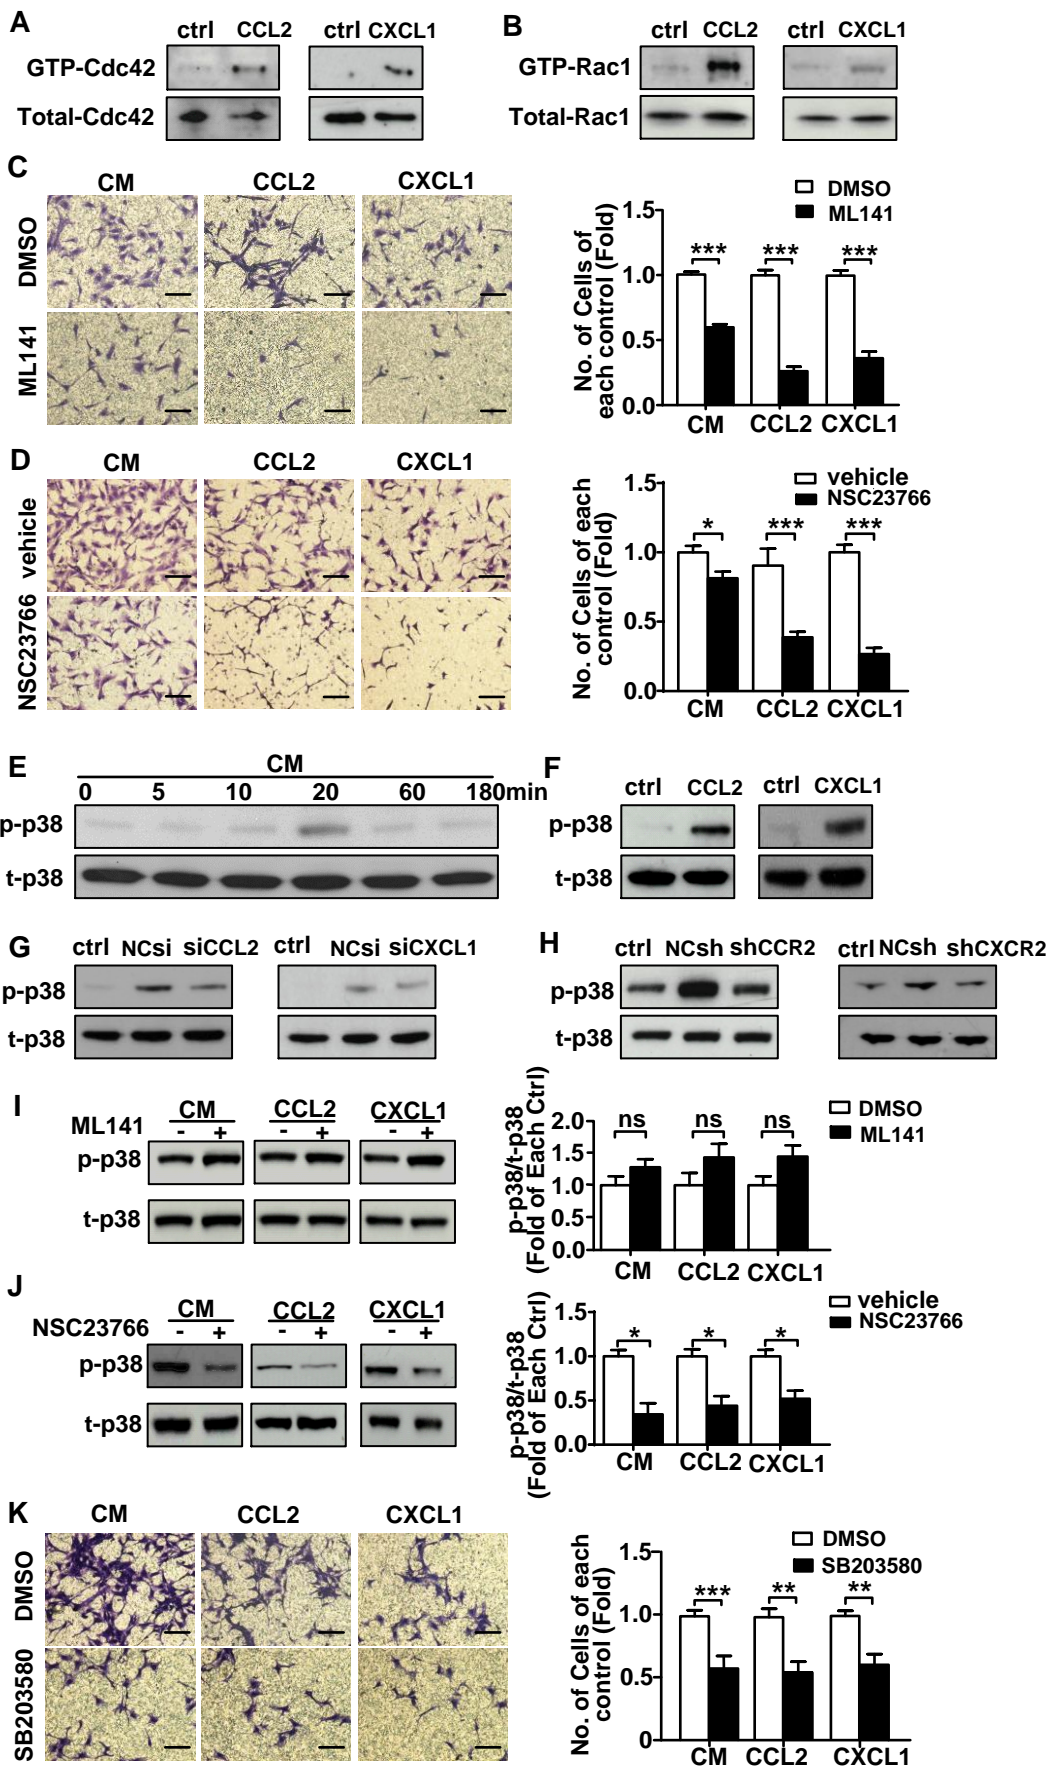 A
ctrl CCL2
ctrl CXCL1
GTP-Cdc42
Total-Cdc42
B
ctrl CCL2
ctrl CXCL1
GTP-Rac1
Total-Rac1
C
CM CCL2 CXCL1
DMSO
ML141
DMSO
ML141
No. of Cells of
each control (Fold)
1.5
1.0
0.5
0.0
*** *** ***
CM CCL2 CXCL1
D
CM CCL2 CXCL1
vehicle
NSC23766
vehicle
NSC23766
No. of Cells of each
control (Fold)
1.5
1.0
0.5
0.0
* *** ***
CM CCL2 CXCL1
E
CM
0 5 10 20 60 180min
p-p38
t-p38
F
ctrl CCL2 ctrl CXCL1
p-p38
t-p38
G
ctrl NCsi siCCL2
ctrl NCsi siCXCL1
p-p38
t-p38
H
ctrl NCsh shCCR2
ctrl NCsh shCXCR2
p-p38
t-p38
I
CM CCL2 CXCL1
ML141 - + - + - +
p-p38
t-p38
p-p38/t-p38
(Fold of Each Ctrl)
2.0
1.5
1.0
0.5
0.0
ns ns ns
DMSO
ML141
CM CCL2 CXCL1
J
CM CCL2 CXCL1
NSC23766 - + - + - +
p-p38
t-p38
p-p38/t-p38
(Fold of Each Ctrl)
1.5
1.0
0.5
0.0
* * *
vehicle
NSC23766
CM CCL2 CXCL1
K
CM CCL2 CXCL1
DMSO
SB203580
DMSO
SB203580
No. of Cells of each
control (Fold)
1.5
1.0
0.5
0
*** ** **
CM CCL2 CXCL1